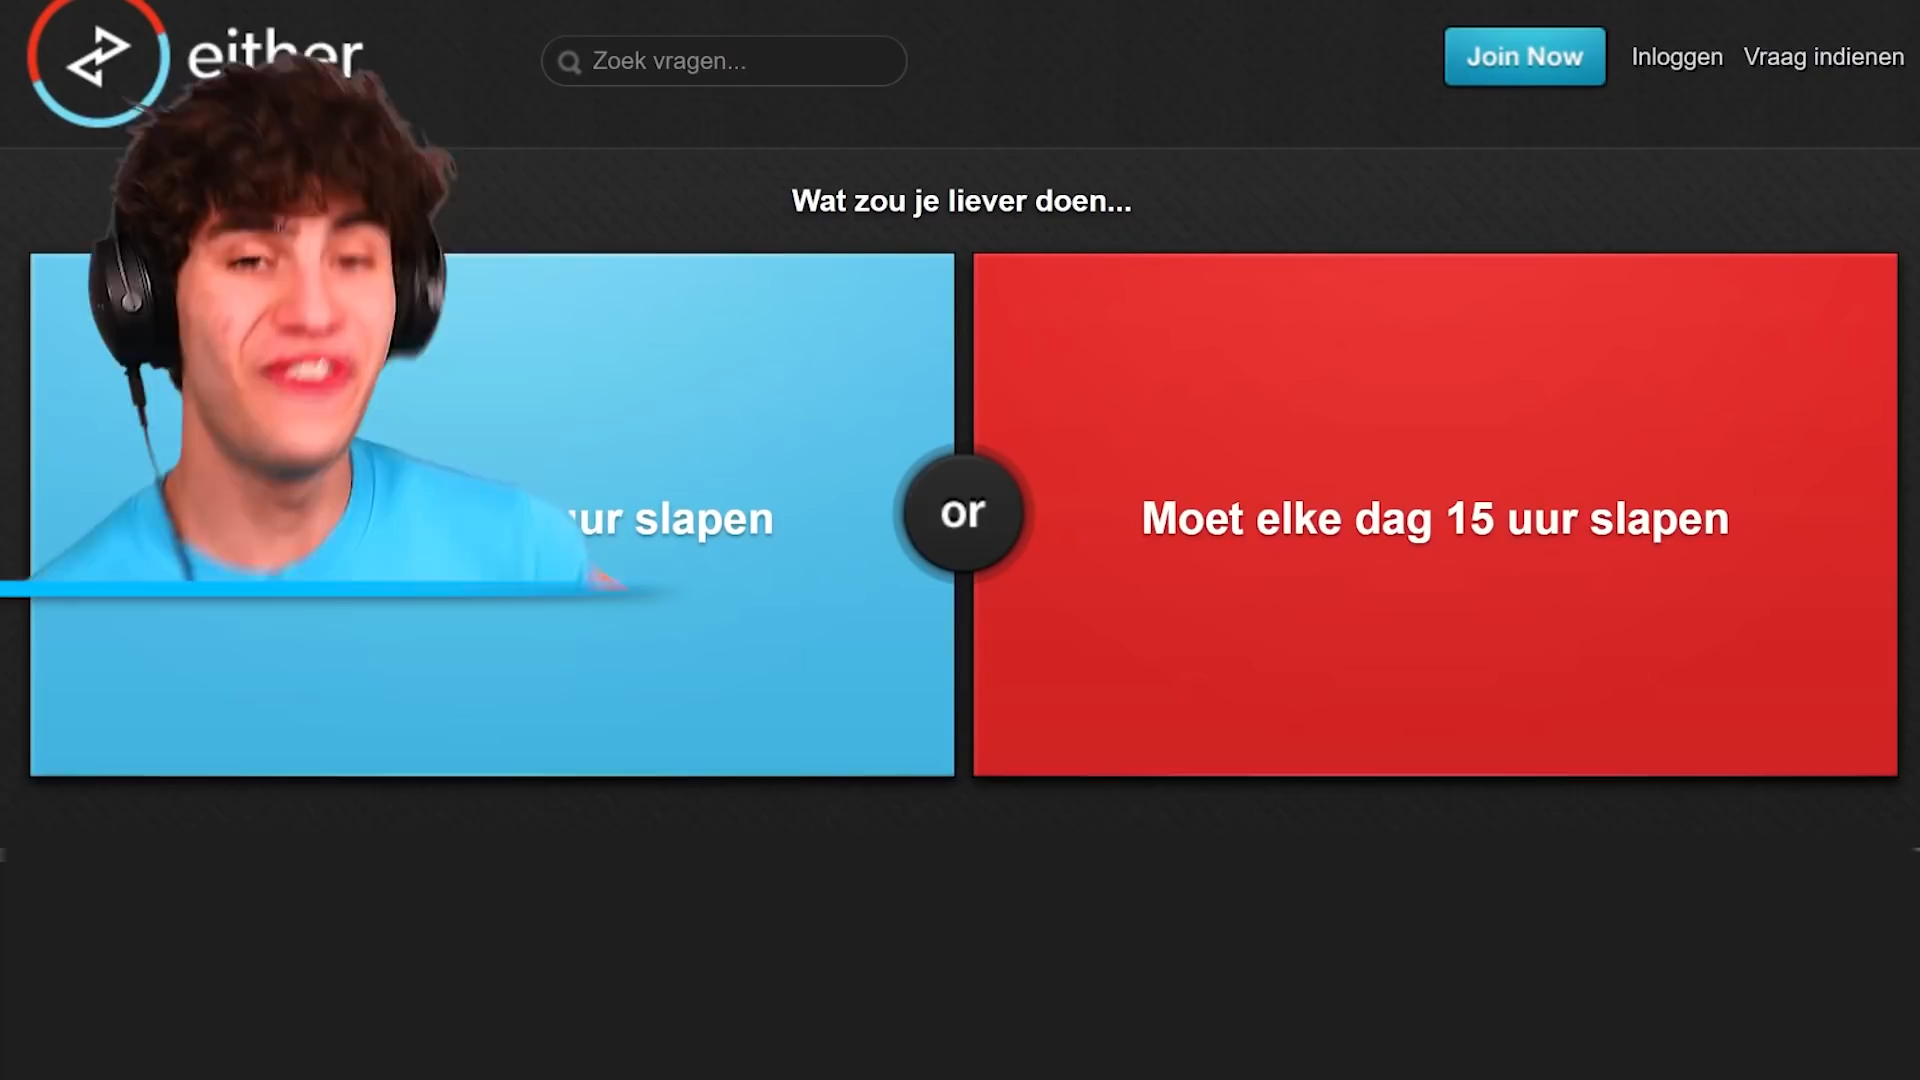 either
Zoek vragen...
Join Now
Inloggen
Vraag indienen
Wat zou je liever doen...
slapen
or
Moet elke dag 15 uur slapen